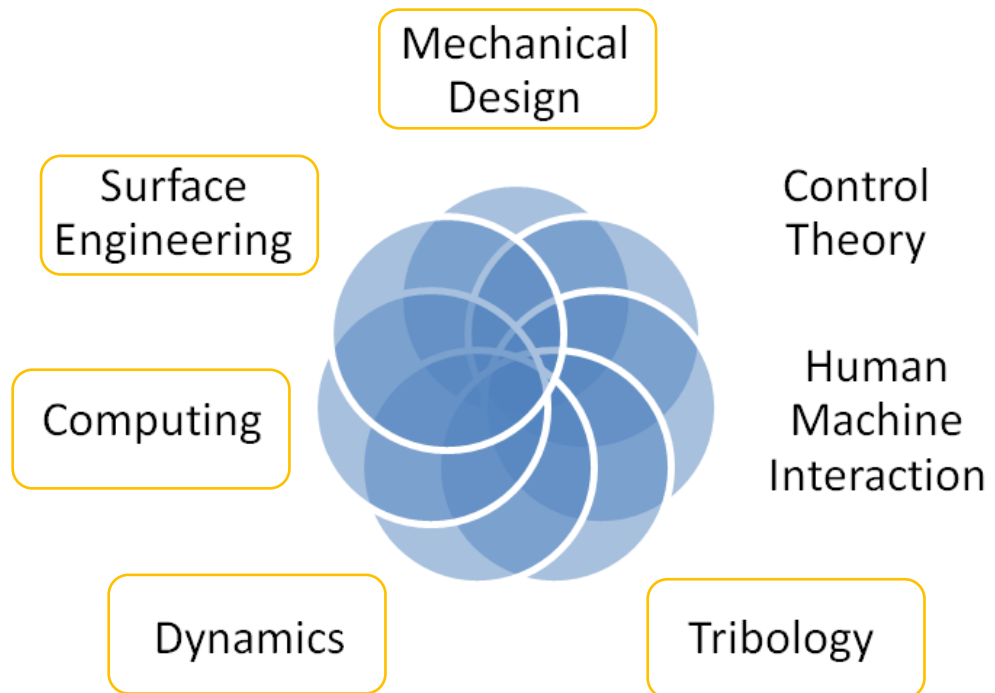 Mechanical
Design
Surface
Engineering
Control
Theory
Computing
Human
Machine
Interaction
Dynamics
Tribology